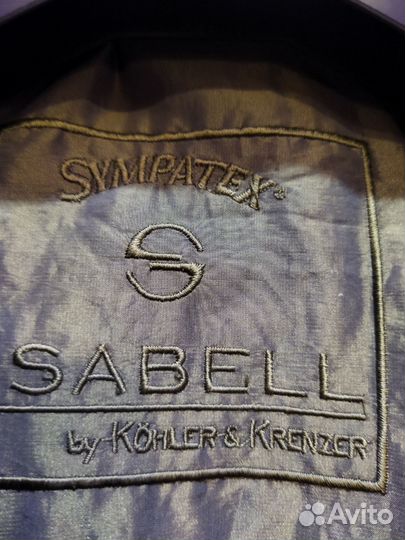 SYMPATEX®
S
SABELL
by KÖHLER & KRENZER
Avito